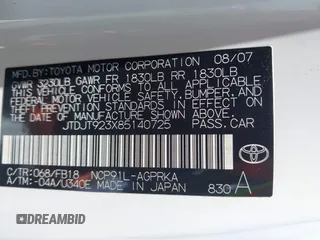 MFD.BY:TOYOTA MOTOR CORPORATION 08/07
GVWR 3230LB GAWR FR 1830LB RR 1830LB
THIS VEHICLE CONFORMS TO ALL APPLICABLE
FEDERAL MOTOR VEHICLE SAFETY,
BUMPER, AND THEFT PREVENTION STANDARDS IN
EFFECT ON THE DATE OF MANUFACTURE SHOWN ABOVE.
JTDJT923X85140725 PASS.CAR
C/TR:068/FB18 NCP91L-AGPRKA
A/TM:-04A/U340E MADE IN JAPAN 830 A
DREAMBID